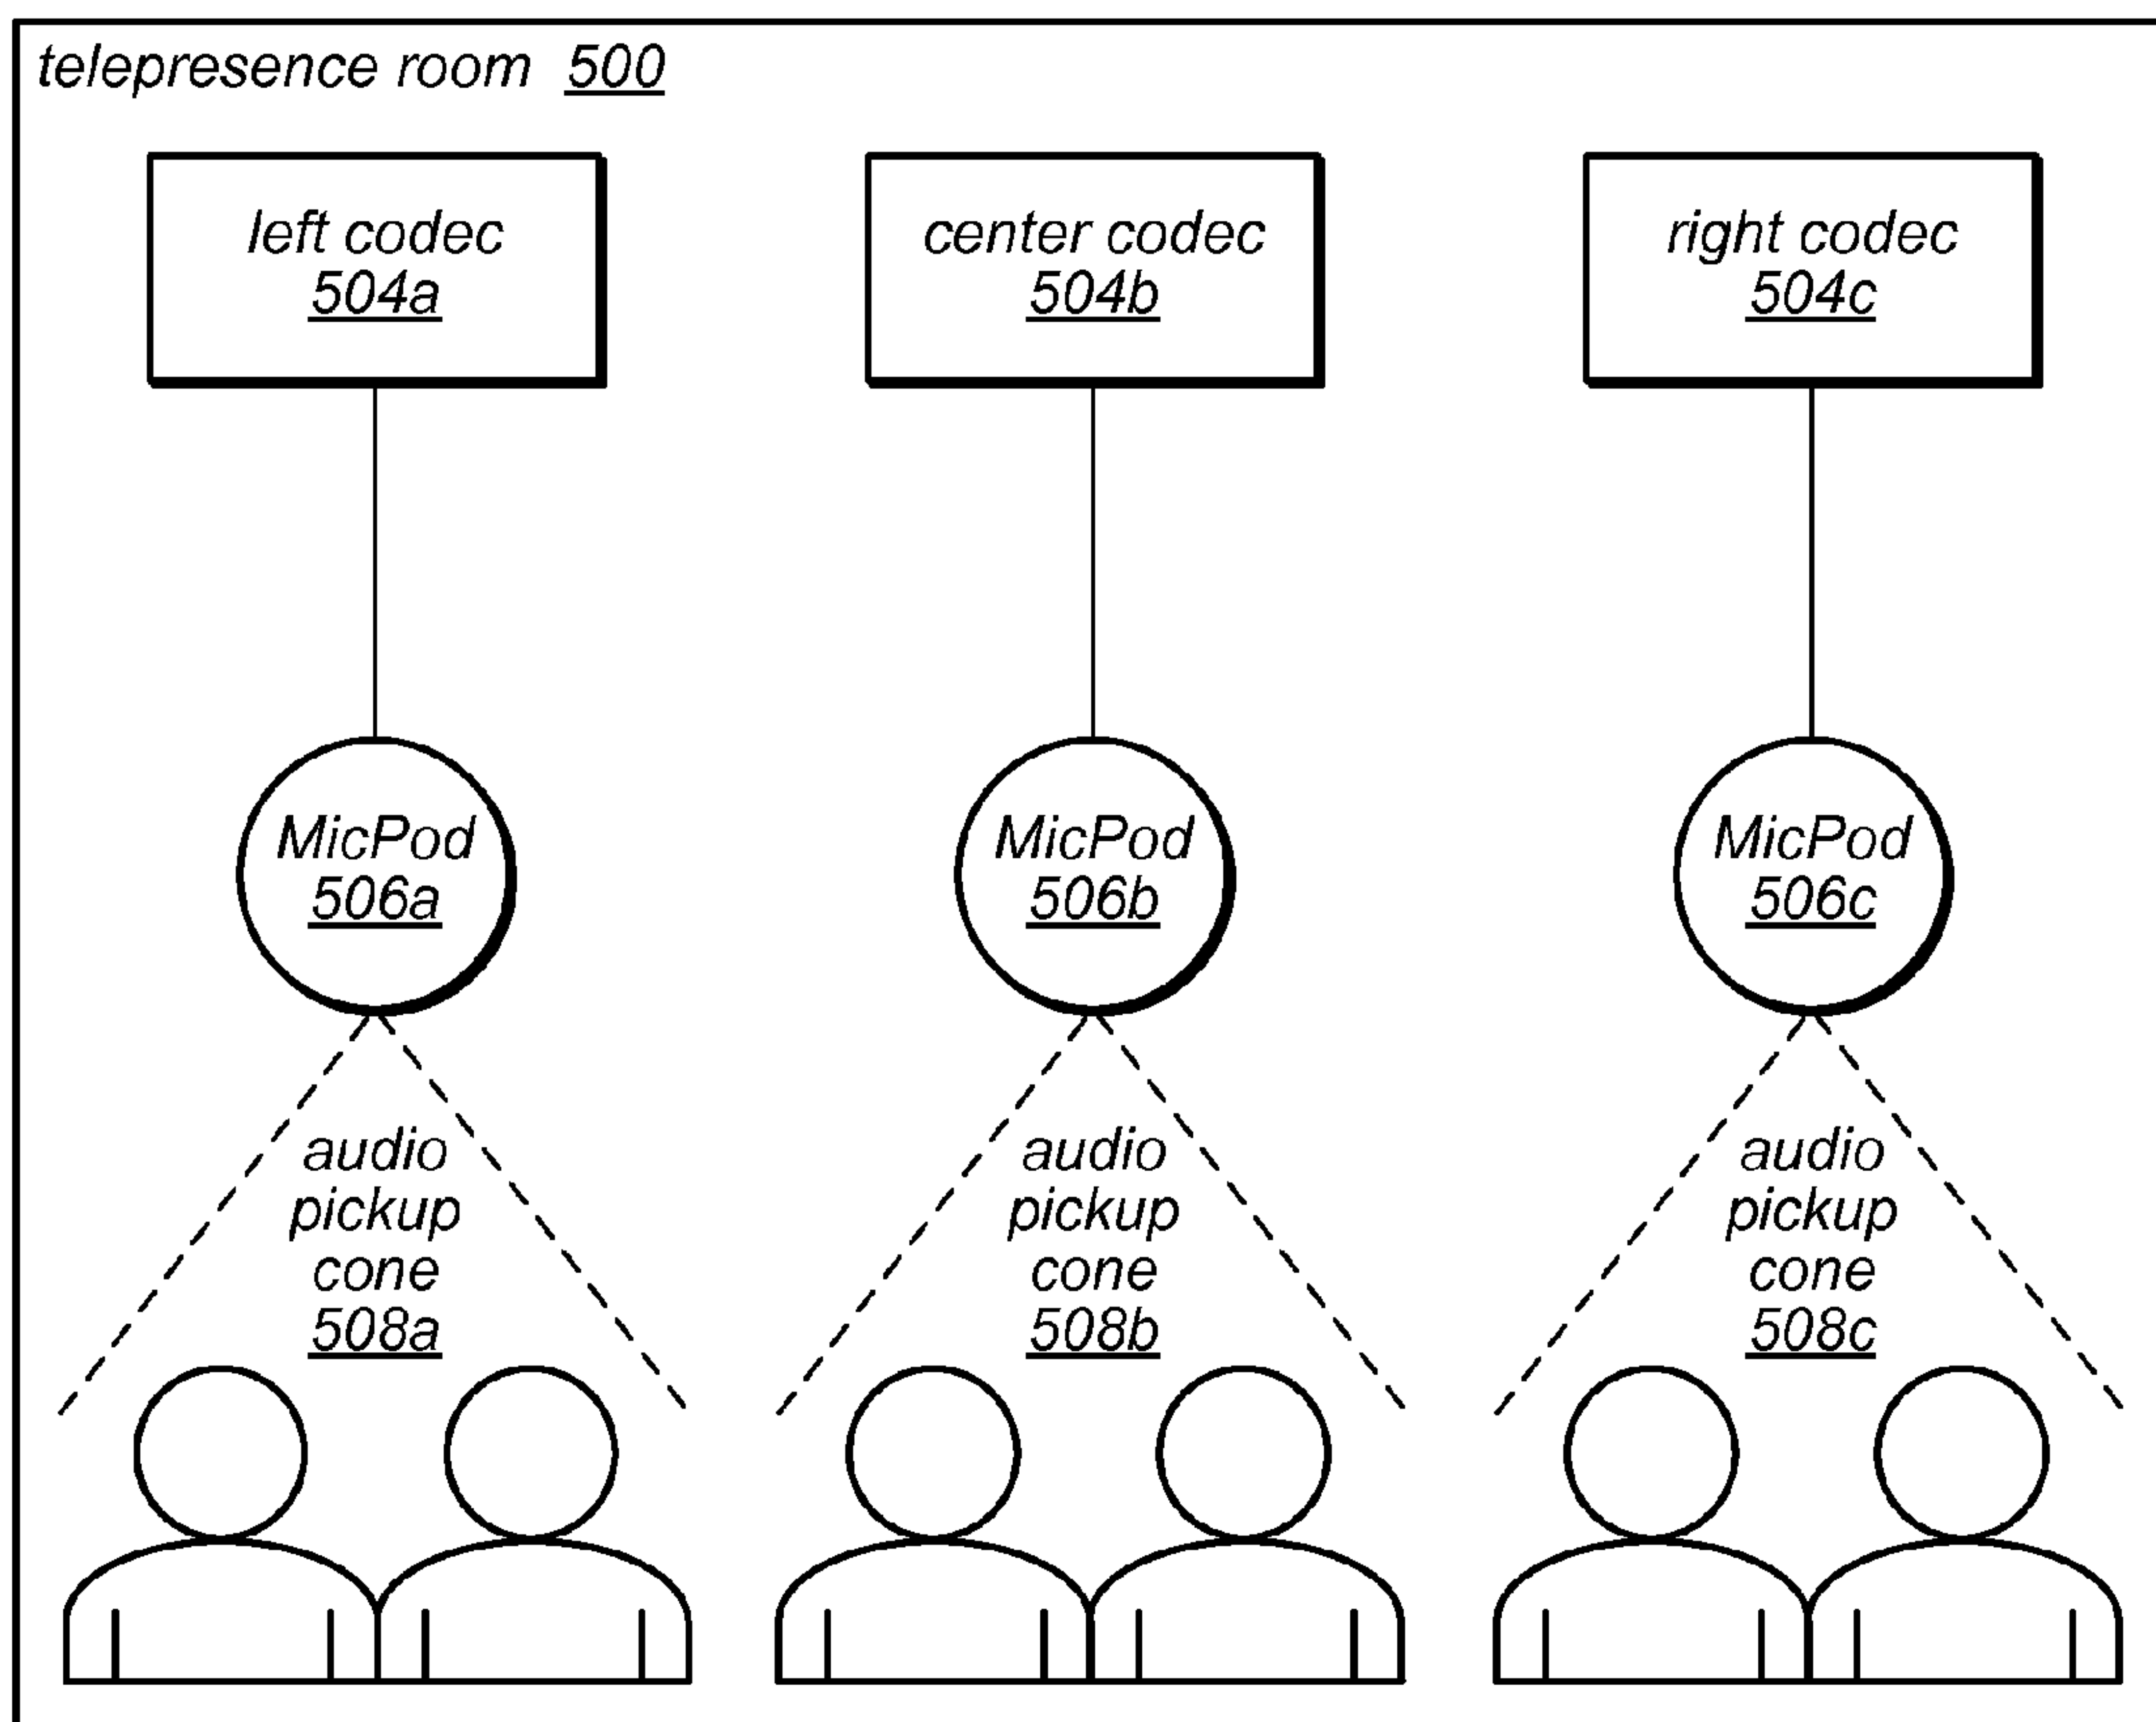 telepresence room 500
left codec
504a
center codec
504b
right codec
504c
MicPod
506a
MicPod
506b
MicPod
506c
audio
pickup
cone
508a
audio
pickup
cone
508b
audio
pickup
cone
508c